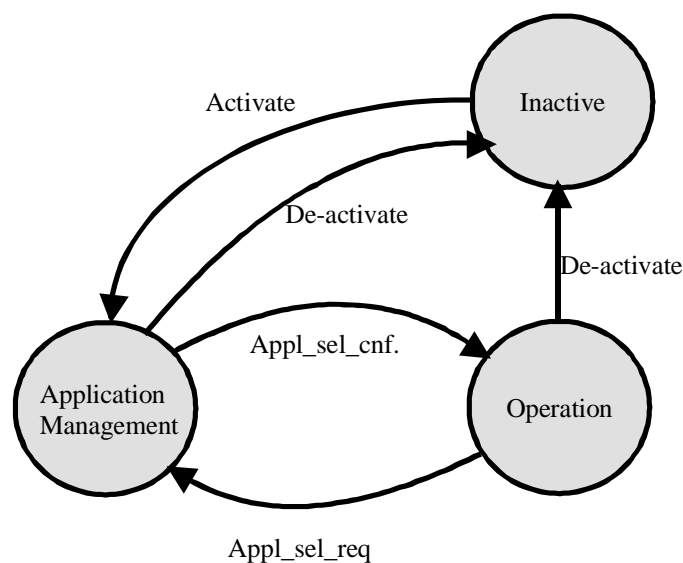 Activate
Inactive
De-activate
De-activate
Appl_sel_cnf.
Application
Management
Operation
Appl_sel_req